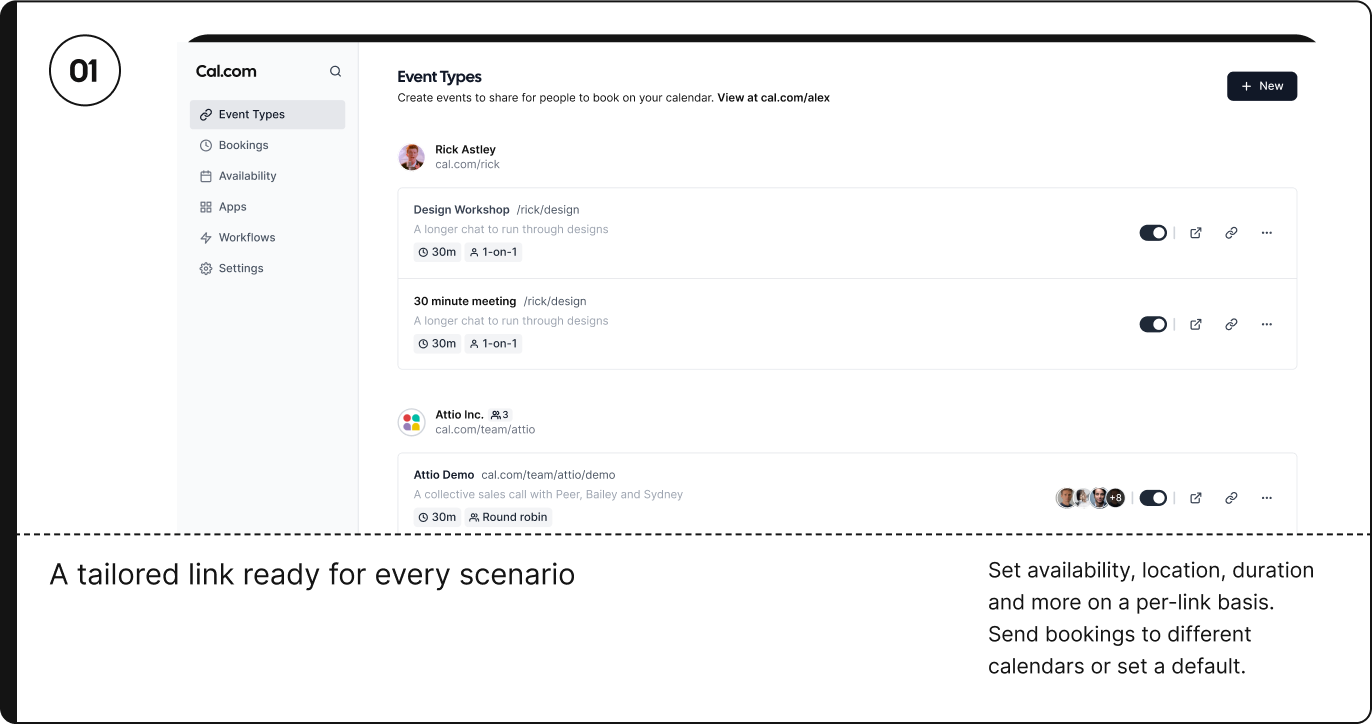 01
Cal.com
Event Types
Bookings
Availability
Apps
Workflows
Settings
Event Types
Create events to share for people to book on your calendar. View at cal.com/alex
+ New
Rick Astley
cal.com/rick
Design Workshop /rick/design
A longer chat to run through designs
30m 1-on-1
30 minute meeting /rick/design
A longer chat to run through designs
30m 1-on-1
Attio Inc. 3
cal.com/team/attio
Attio Demo cal.com/team/attio/demo
A collective sales call with Peer, Bailey and Sydney
30m Round robin
+8
A tailored link ready for every scenario
Set availability, location, duration
and more on a per-link basis.
Send bookings to different
calendars or set a default.